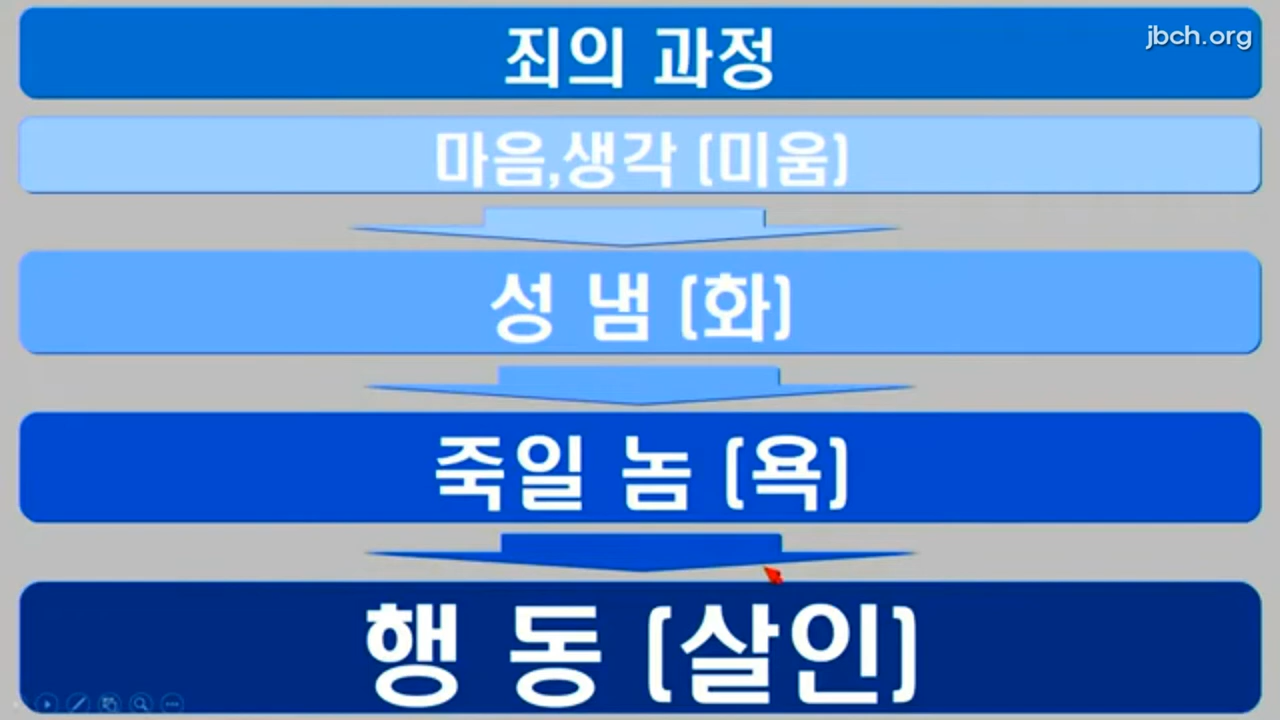 jbch.org
죄의 과정
마음,생각 (미움)
성 냄 (화)
죽일 놈 (욕)
행 동 (살인)